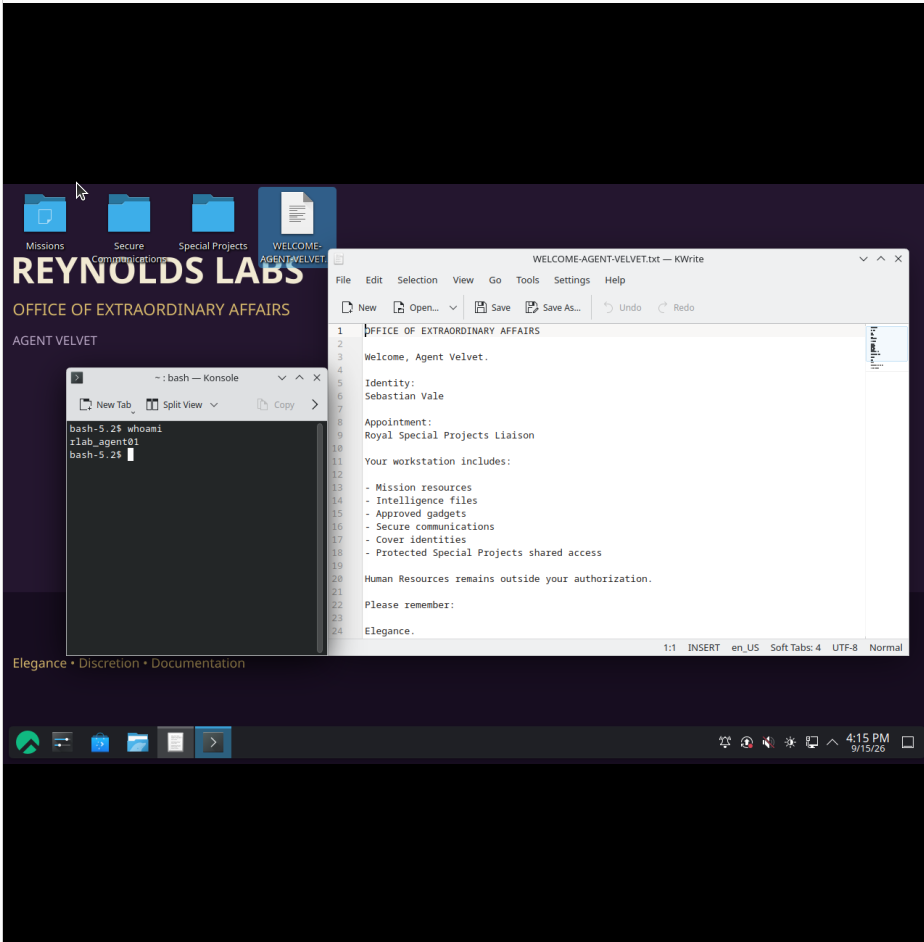 Missions
Secure
Communications
Special Projects
WELCOME-
AGENT-VELVET.
REYNOLDS LABS
OFFICE OF EXTRAORDINARY AFFAIRS
AGENT VELVET
~ : bash — Konsole
New Tab
Split View
Copy
bash-5.2$ whoami
rlab_agent01
bash-5.2$
WELCOME-AGENT-VELVET.txt — KWrite
File Edit Selection View Go Tools Settings Help
New Open... Save Save As... Undo Redo
1 OFFICE OF EXTRAORDINARY AFFAIRS
2
3 Welcome, Agent Velvet.
4
5 Identity:
6 Sebastian Vale
7
8 Appointment:
9 Royal Special Projects Liaison
10
11 Your workstation includes:
12
13 - Mission resources
14 - Intelligence files
15 - Approved gadgets
16 - Secure communications
17 - Cover identities
18 - Protected Special Projects shared access
19
20 Human Resources remains outside your authorization.
21
22 Please remember:
23
24 Elegance.
1:1 INSERT en_US Soft Tabs: 4 UTF-8 Normal
Elegance • Discretion • Documentation
4:15 PM
9/15/26